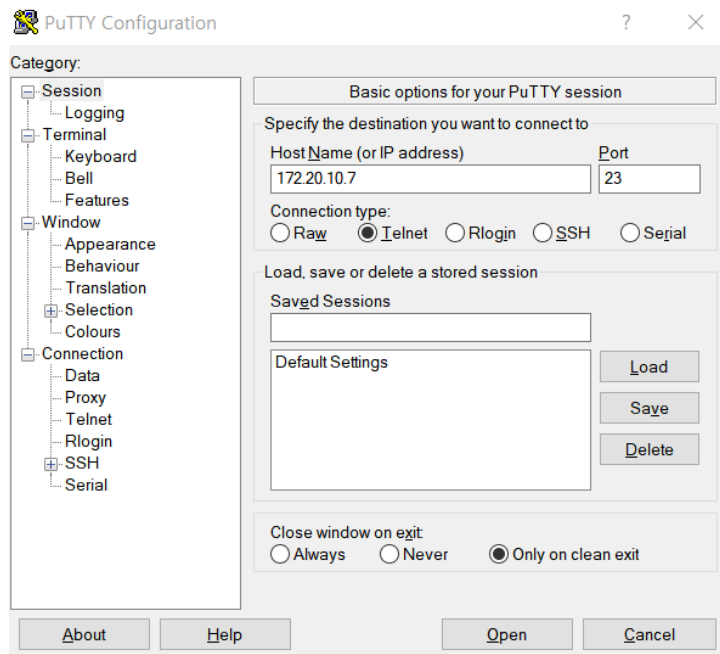 PuTTY Configuration
?
Category:
Session
Logging
Terminal
Keyboard
Bell
Features
Window
Appearance
Behaviour
Translation
Selection
Colours
Connection
Data
Proxy
Telnet
Rlogin
SSH
Serial
Basic options for your PuTTY session
Specify the destination you want to connect to
Host Name (or IP address) Port
172.20.10.7 23
Connection type:
Raw Telnet Rlogin SSH Serial
Load, save or delete a stored session
Saved Sessions
Default Settings
Load
Save
Delete
Close window on exit:
Always Never Only on clean exit
About Help Open Cancel